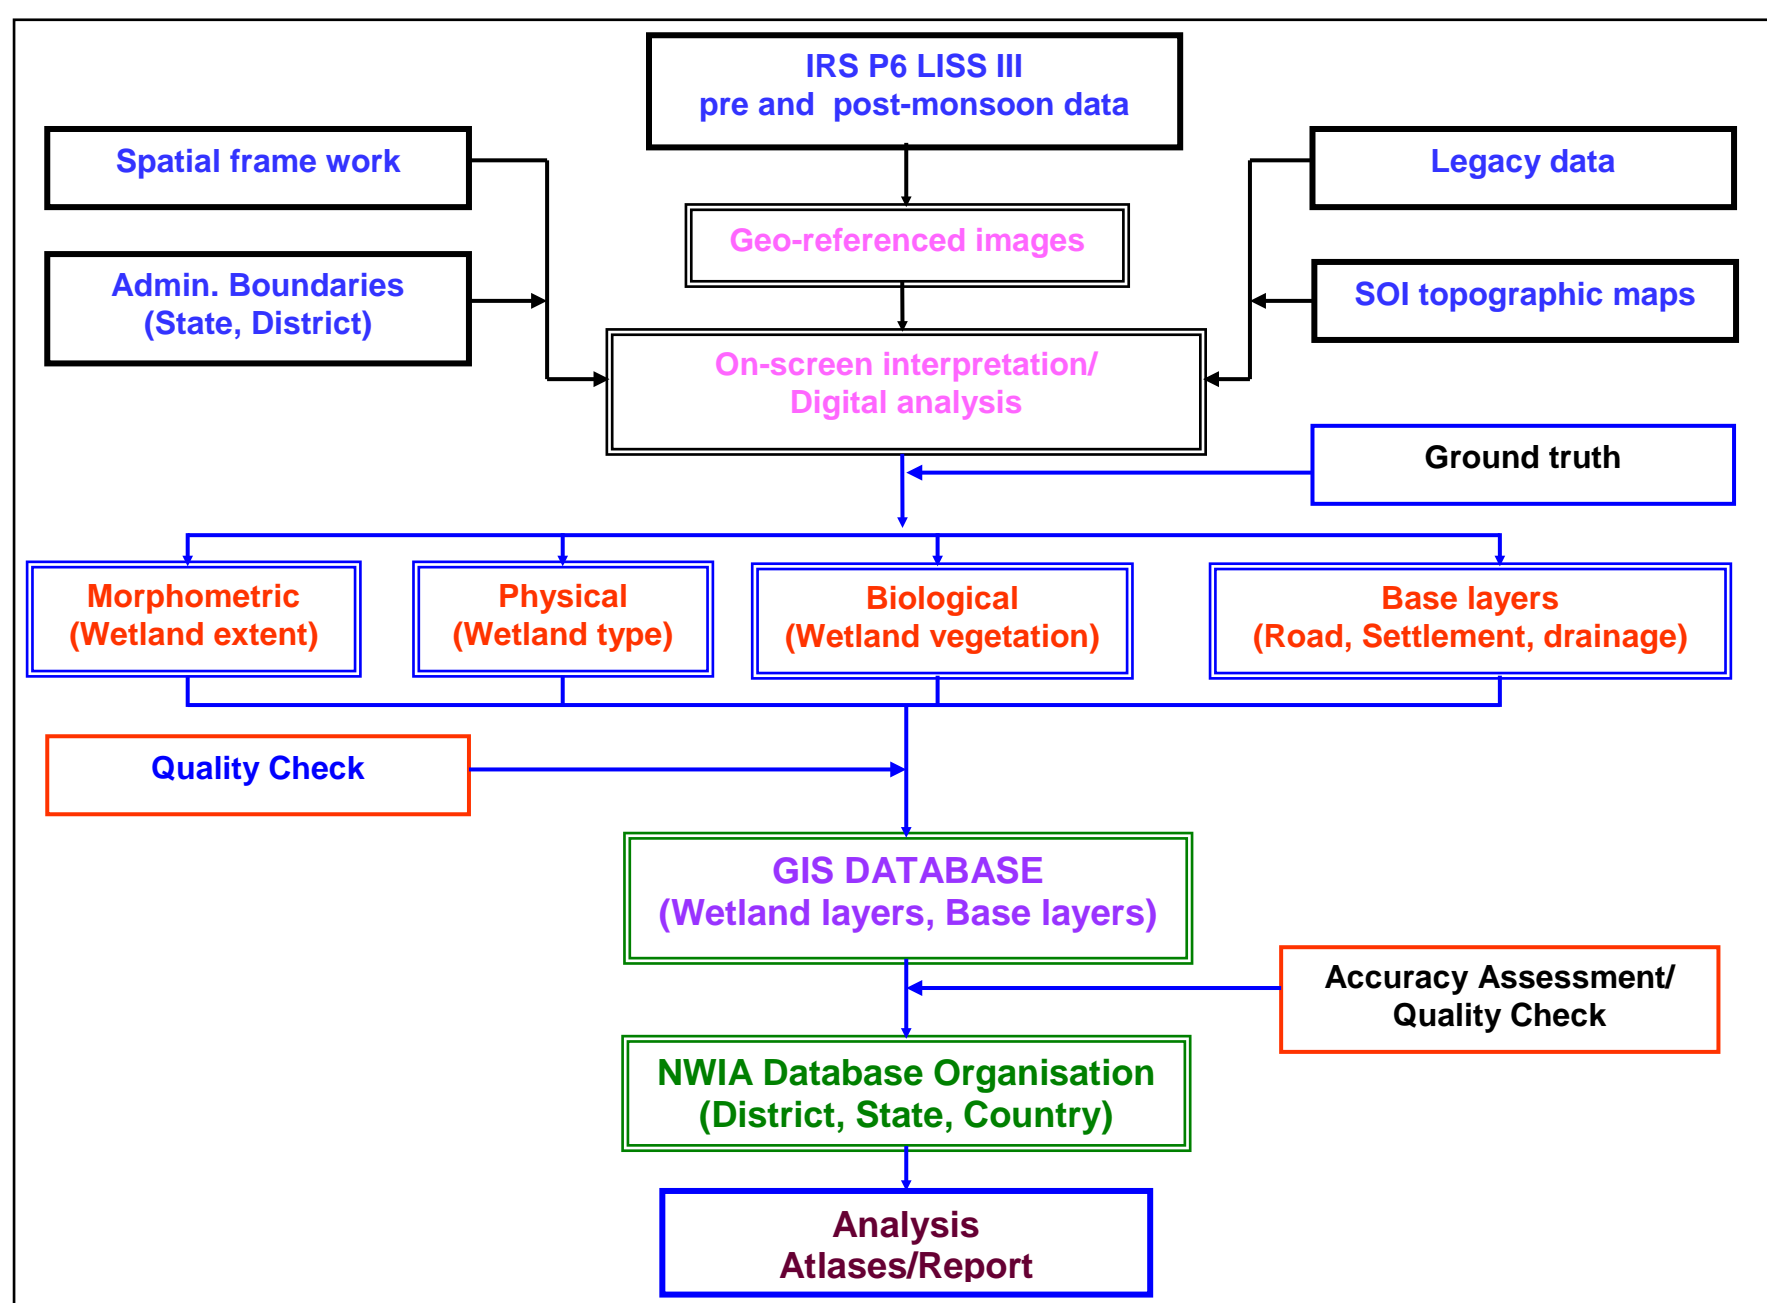 IRS P6 LISS III
pre and post-monsoon data
Spatial frame work
Legacy data
Geo-referenced images
Admin. Boundaries
(State, District)
SOI topographic maps
On-screen interpretation/
Digital analysis
Ground truth
Morphometric
(Wetland extent)
Physical
(Wetland type)
Biological
(Wetland vegetation)
Base layers
(Road, Settlement, drainage)
Quality Check
GIS DATABASE
(Wetland layers, Base layers)
Accuracy Assessment/
Quality Check
NWIA Database Organisation
(District, State, Country)
Analysis
Atlases/Report